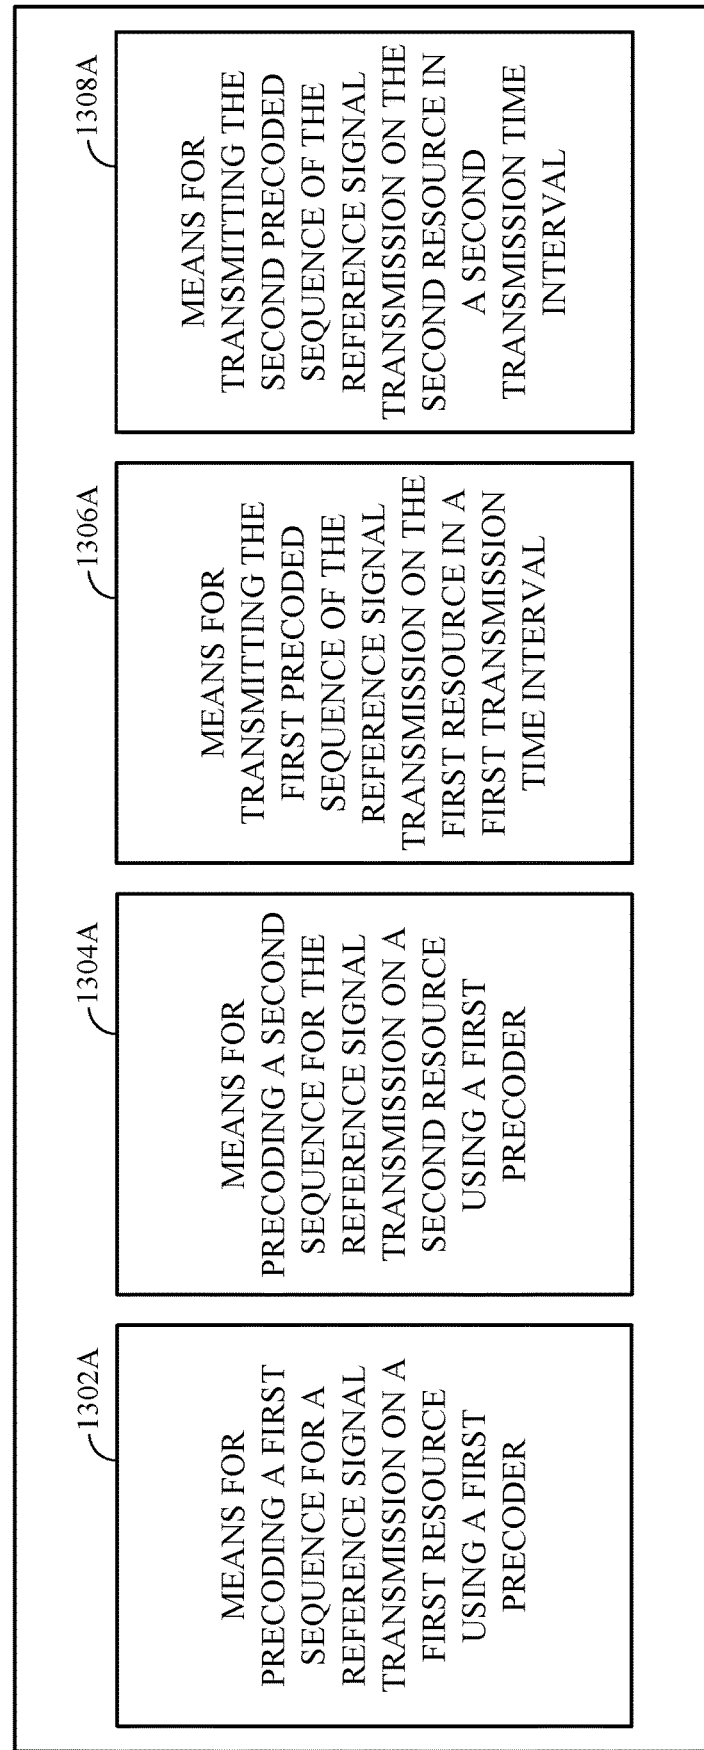 1302A
MEANS FOR
PRECODING A FIRST
SEQUENCE FOR A
REFERENCE SIGNAL
TRANSMISSION ON A
FIRST RESOURCE
USING A FIRST
PRECODER
1304A
MEANS FOR
PRECODING A SECOND
SEQUENCE FOR THE
REFERENCE SIGNAL
TRANSMISSION ON A
SECOND RESOURCE
USING A FIRST
PRECODER
1306A
MEANS FOR
TRANSMITTING THE
FIRST PRECODED
SEQUENCE OF THE
REFERENCE SIGNAL
TRANSMISSION ON THE
FIRST RESOURCE IN A
FIRST TRANSMISSION
TIME INTERVAL
1308A
MEANS FOR
TRANSMITTING THE
SECOND PRECODED
SEQUENCE OF THE
REFERENCE SIGNAL
TRANSMISSION ON THE
SECOND RESOURCE IN
A SECOND
TRANSMISSION TIME
INTERVAL